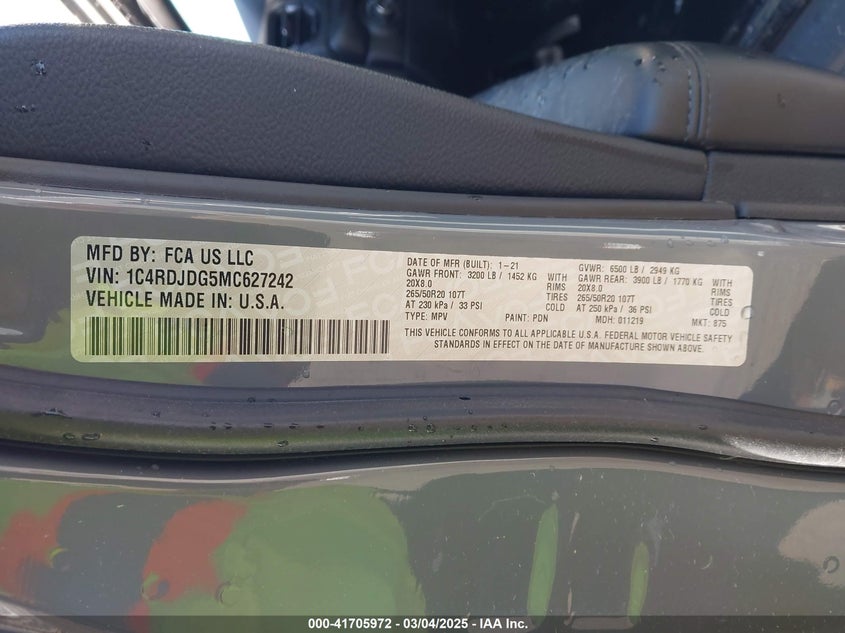 MFD BY: FCA US LLC
VIN: 1C4RDJDG5MC627242
VEHICLE MADE IN: U.S.A.
DATE OF MFR (BUILT): 1-21 GVWR: 6500 LB / 2949 KG
GAWR FRONT: 3200 LB / 1452 KG WITH GAWR REAR: 3900 LB / 1770 KG WITH
20X8.0 RIMS 20X8.0 RIMS
265/50R20 107T TIRES 265/50R20 107T TIRES
AT 230 kPa / 33 PSI COLD AT 250 kPa / 36 PSI COLD
TYPE: MPV PAINT: PDN MDH: 011219 MKT: 875
THIS VEHICLE CONFORMS TO ALL APPLICABLE U.S.A. FEDERAL MOTOR VEHICLE SAFETY
STANDARDS IN EFFECT ON THE DATE OF MANUFACTURE SHOWN ABOVE.
000-41705972 — 03/04/2025 — IAA Inc.